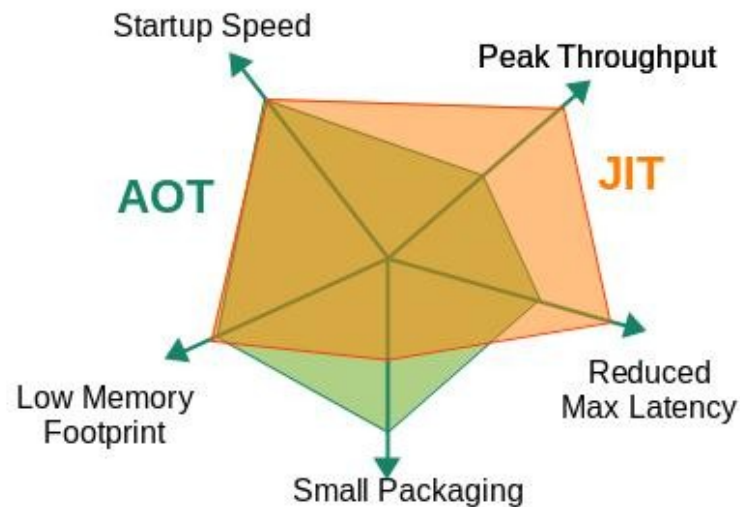 Startup Speed
Peak Throughput
AOT
JIT
Low Memory
Footprint
Reduced
Max Latency
Small Packaging